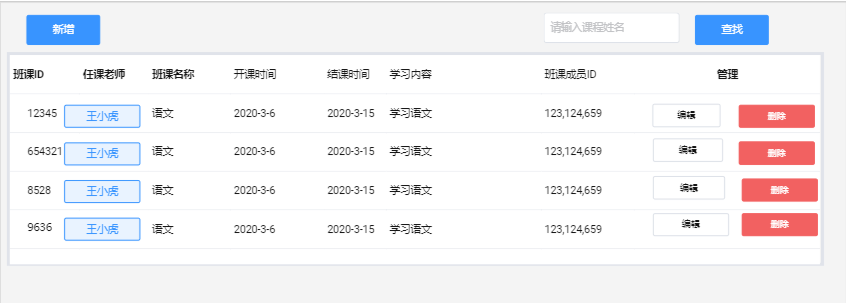 新增 请输入课程姓名 查找
班课ID 任课老师 班课名称 开课时间 结课时间 学习内容 班课成员ID 管理
12345 王小虎 语文 2020-3-6 2020-3-15 学习语文 123,124,659 编辑 删除
654321 王小虎 语文 2020-3-6 2020-3-15 学习语文 123,124,659 编辑 删除
8528 王小虎 语文 2020-3-6 2020-3-15 学习语文 123,124,659 编辑 删除
9636 王小虎 语文 2020-3-6 2020-3-15 学习语文 123,124,659 编辑 删除